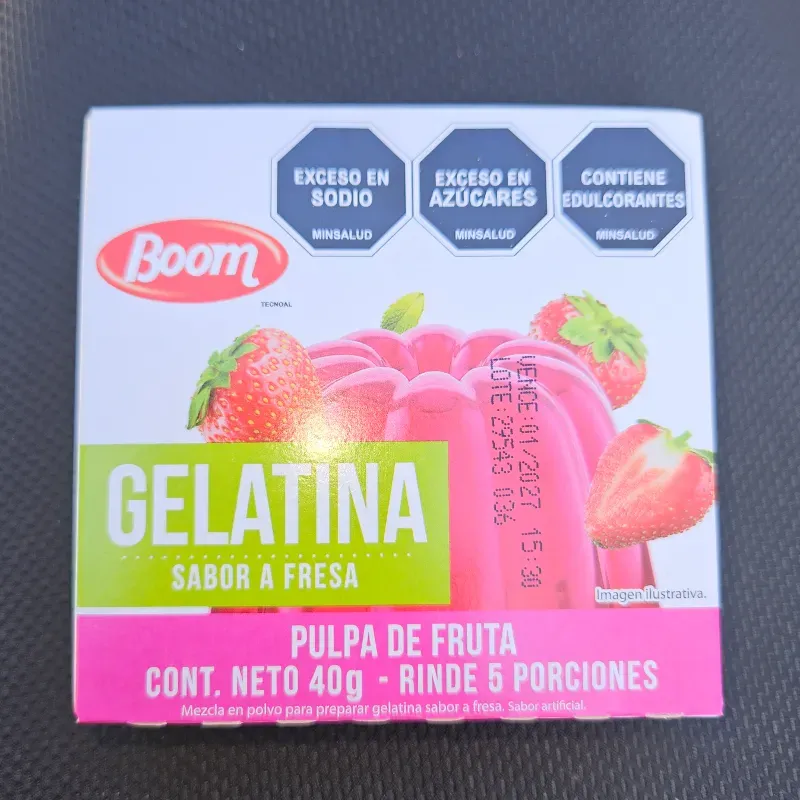 EXCESO EN
SODIO
MINSALUD
EXCESO EN
AZÚCARES
MINSALUD
CONTIENE
EDULCORANTES
MINSALUD
Boom
TECNOAL
VENCE:01/2027 15:30
LOTE:29543 036
GELATINA
SABOR A FRESA
Imagen ilustrativa.
PULPA DE FRUTA
CONT. NETO 40g - RINDE 5 PORCIONES
Mezcla en polvo para preparar gelatina sabor a fresa. Sabor artificial.